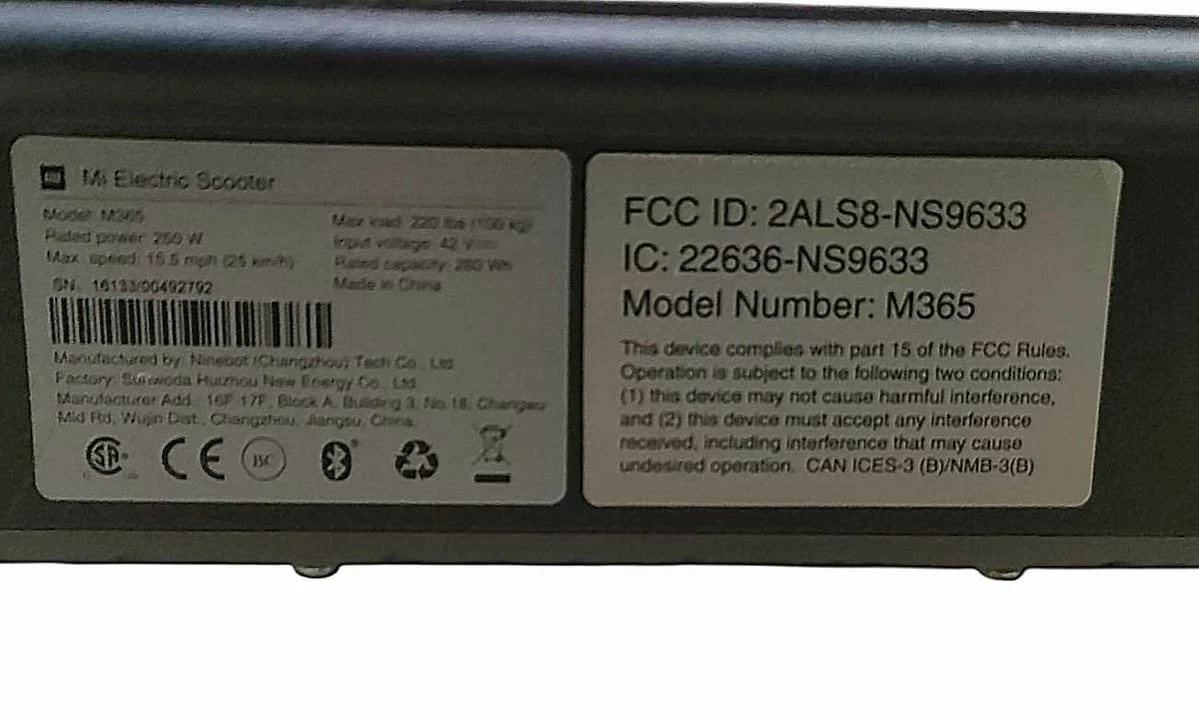 Mi Electric Scooter
Model: M365
Rated power: 250 W
Max. speed: 15.5 mph (25 km/h)
SN: 16133/00492792
Max load: 220 lbs (100 kg)
Input voltage: 42 V
Rated capacity: 280 Wh
Made in China
Manufactured by: Ninebot (Changzhou) Tech Co., Ltd.
Factory: Sunwoda Huizhou New Energy Co., Ltd.
Manufacturer Add.: 16F-17F, Block A, Building 3, No.18, Changwu
Mid Rd, Wujin Dist., Changzhou, Jiangsu, China.
CE
FCC ID: 2ALS8-NS9633
IC: 22636-NS9633
Model Number: M365
This device complies with part 15 of the FCC Rules.
Operation is subject to the following two conditions:
(1) this device may not cause harmful interference,
and (2) this device must accept any interference
received, including interference that may cause
undesired operation. CAN ICES-3 (B)/NMB-3(B)